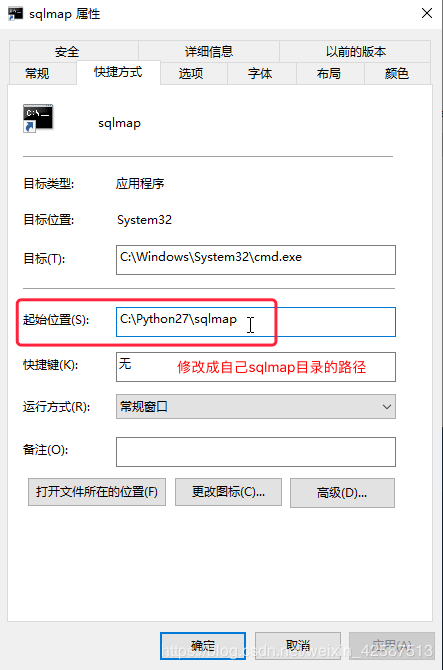 sqlmap 属性
安全 详细信息 以前的版本
常规 快捷方式 选项 字体 布局 颜色
C:\
sqlmap
目标类型: 应用程序
目标位置: System32
目标(T): C:\Windows\System32\cmd.exe
起始位置(S): C:\Python27\sqlmap
快捷键(K): 无 修改成自己sqlmap目录的路径
运行方式(R): 常规窗口
备注(O):
打开文件所在的位置(F) 更改图标(C)... 高级(D)...
确定 取消 应用(A)
https://blog.csdn.net/weixin_42587513